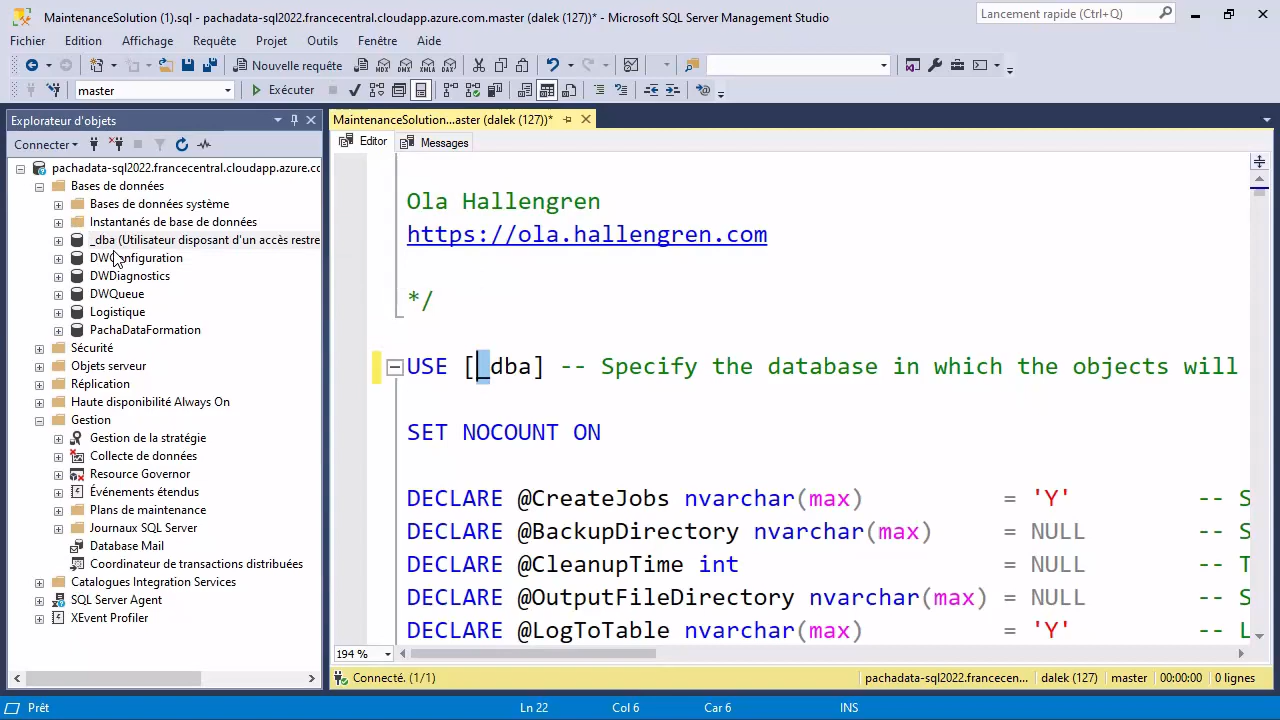 MaintenanceSolution (1).sql - pachadata-sql2022.francecentral.cloudapp.azure.com.master (dalek (127))* - Microsoft SQL Server Management Studio
Lancement rapide (Ctrl+Q)
Fichier Edition Affichage Requête Projet Outils Fenêtre Aide
Nouvelle requête
master
Exécuter
Explorateur d'objets
MaintenanceSolution...aster (dalek (127))*
Connecter
Editor
Messages
pachadata-sql2022.francecentral.cloudapp.azure.co
Bases de données
Bases de données système
Instantanés de base de données
_dba (Utilisateur disposant d'un accès restre
DWConfiguration
DWDiagnostics
DWQueue
Logistique
PachaDataFormation
Sécurité
Objets serveur
Réplication
Haute disponibilité Always On
Gestion
Gestion de la stratégie
Collecte de données
Resource Governor
Événements étendus
Plans de maintenance
Journaux SQL Server
Database Mail
Coordinateur de transactions distribuées
Catalogues Integration Services
SQL Server Agent
XEvent Profiler
Ola Hallengren
https://ola.hallengren.com
*/
USE [_dba] -- Specify the database in which the objects will
SET NOCOUNT ON
DECLARE @CreateJobs nvarchar(max) = 'Y' -- S
DECLARE @BackupDirectory nvarchar(max) = NULL -- S
DECLARE @CleanupTime int = NULL -- T
DECLARE @OutputFileDirectory nvarchar(max) = NULL -- S
DECLARE @LogToTable nvarchar(max) = 'Y' -- L
194 %
Connecté. (1/1)
pachadata-sql2022.francecen... dalek (127) master 00:00:00 0 lignes
Prêt
Ln 22 Col 6 Car 6 INS